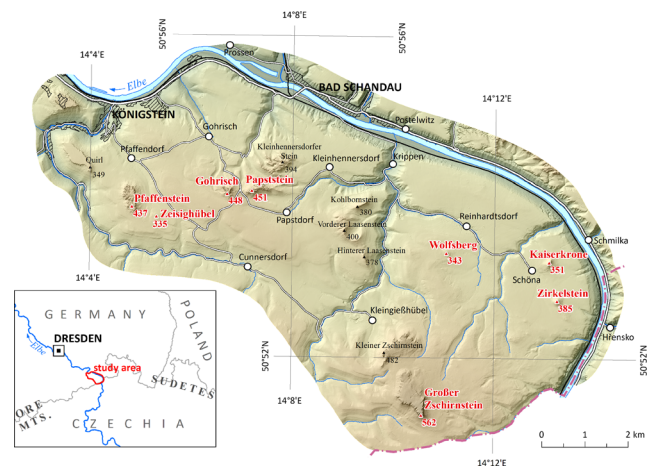 14°8'E
50°56'N
50°56'N
Prossen
14°4'E
Elbe
BAD SCHANDAU
14°12'E
KÖNIGSTEIN
Postelwitz
Gohrisch
Kleinhennersdorfer
Stein
394
Pfaffendorf
Quirl
349
Kleinhennersdorf
Krippen
Papststein
451
Gohrisch
448
Pfaffenstein
437
Zeisighübel
335
Kohlbornstein
380
Papstdorf
Vorderer Laasenstein
400
Reinhardtsdorf
Schmilka
Hinterer Laasenstein
378
Wolfsberg
343
Kaiserkrone
351
Cunnersdorf
14°4'E
Schöna
Zirkelstein
385
Kleingießhübel
Hřensko
Kleiner Zschirnstein
482
50°52'N
50°52'N
14°8'E
Großer
Zschirnstein
562
14°12'E
0 1 2 km
GERMANY
POLAND
DRESDEN
Elbe
study area
SUDETES
ORE
MTS.
CZECHIA